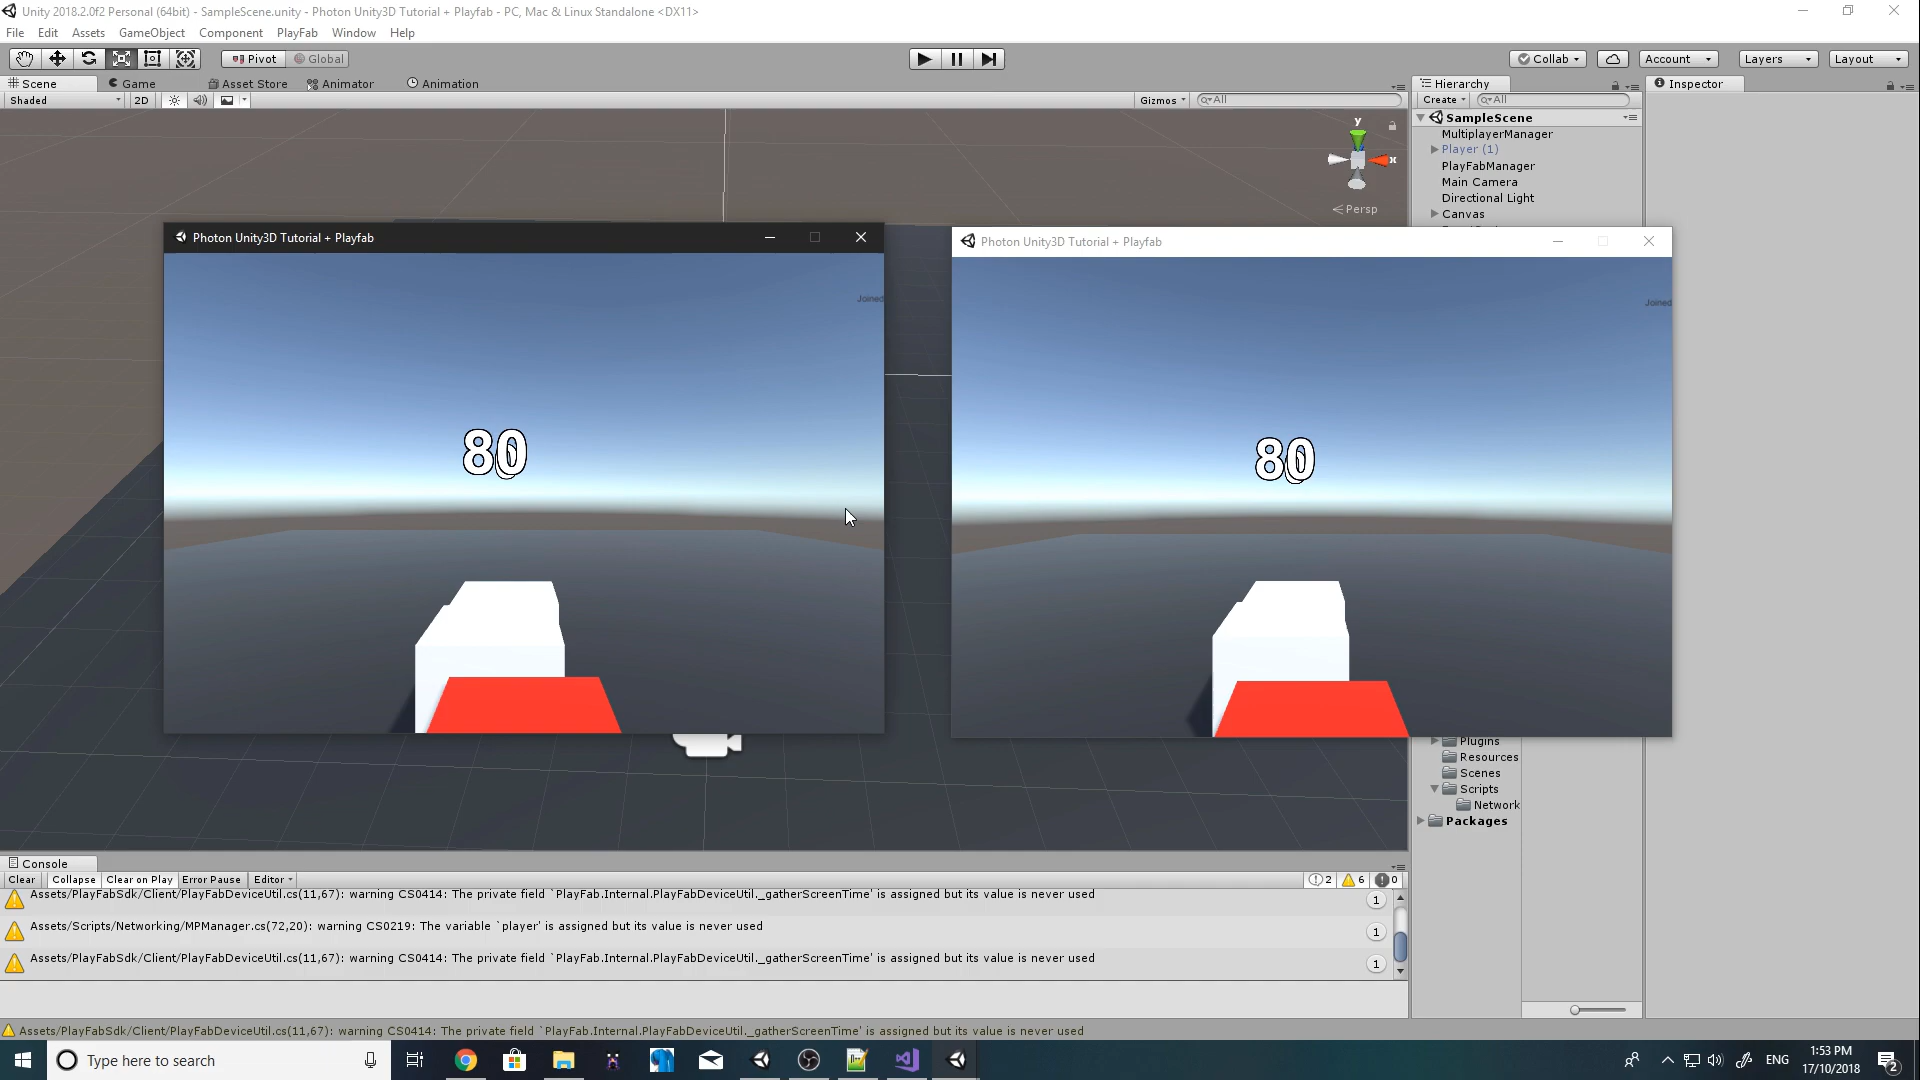 Unity 2018.2.0f2 Personal (64bit) - SampleScene.unity - Photon Unity3D Tutorial + Playfab - PC, Mac & Linux Standalone <DX11>
File Edit Assets GameObject Component PlayFab Window Help
Pivot Global Collab Account Layers Layout
Scene Game Asset Store Animator Animation Hierarchy Inspector
Shaded 2D Gizmos All Create All
SampleScene
MultiplayerManager
Player (1)
PlayFabManager
Main Camera
Directional Light
Canvas
y
x
Persp
Photon Unity3D Tutorial + Playfab
Joined
80
Photon Unity3D Tutorial + Playfab
Joined
80
Plugins
Resources
Scenes
Scripts
Network
Packages
Console
Clear Collapse Clear on Play Error Pause Editor 2 6 0
Assets/PlayFabSdk/Client/PlayFabDeviceUtil.cs(11,67): warning CS0414: The private field `PlayFab.Internal.PlayFabDeviceUtil._gatherScreenTime' is assigned but its value is never used 1
Assets/Scripts/Networking/MPManager.cs(72,20): warning CS0219: The variable `player' is assigned but its value is never used 1
Assets/PlayFabSdk/Client/PlayFabDeviceUtil.cs(11,67): warning CS0414: The private field `PlayFab.Internal.PlayFabDeviceUtil._gatherScreenTime' is assigned but its value is never used 1
Assets/PlayFabSdk/Client/PlayFabDeviceUtil.cs(11,67): warning CS0414: The private field `PlayFab.Internal.PlayFabDeviceUtil._gatherScreenTime' is assigned but its value is never used
Type here to search
ENG
1:53 PM
17/10/2018
2